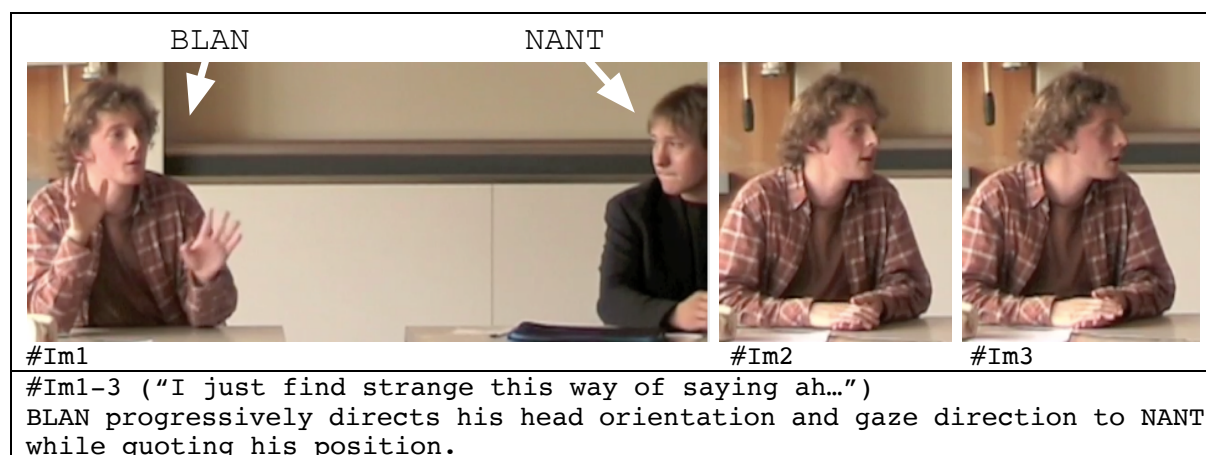 BLAN NANT
#Im1 #Im2 #Im3
#Im1-3 (“I just find strange this way of saying ah…”)
BLAN progressively directs his head orientation and gaze direction to NANT
while quoting his position.